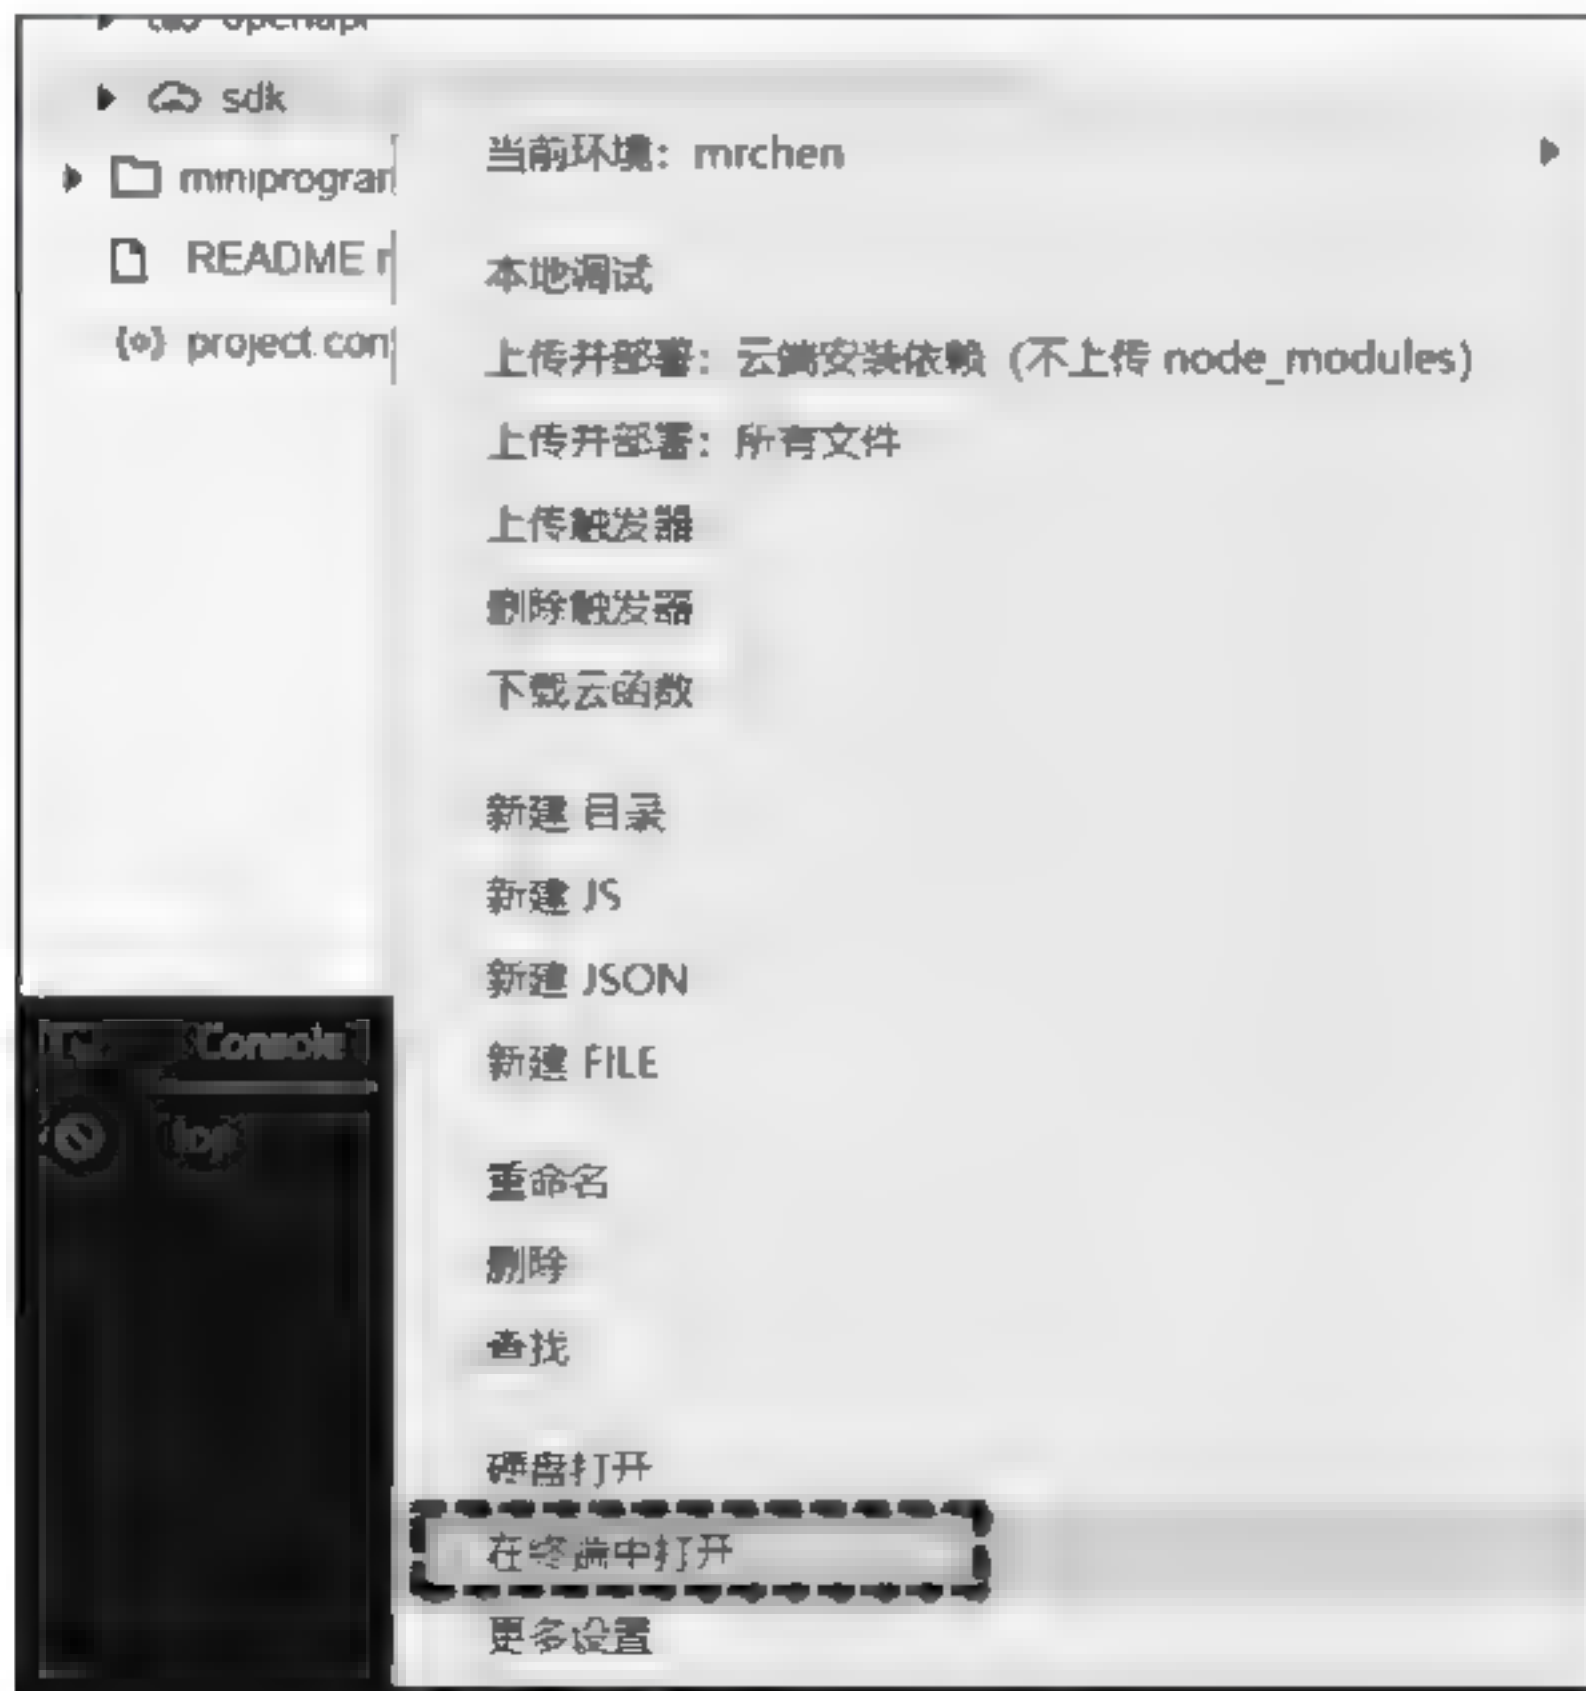 openapi
sdk
miniprogran
README r
project.con
当前环境：mrchen
本地调试
上传并部署：云端安装依赖（不上传 node_modules）
上传并部署：所有文件
上传触发器
删除触发器
下载云函数
新建 目录
新建 JS
新建 JSON
新建 FILE
重命名
删除
查找
硬盘打开
在终端中打开
更多设置
Console
top